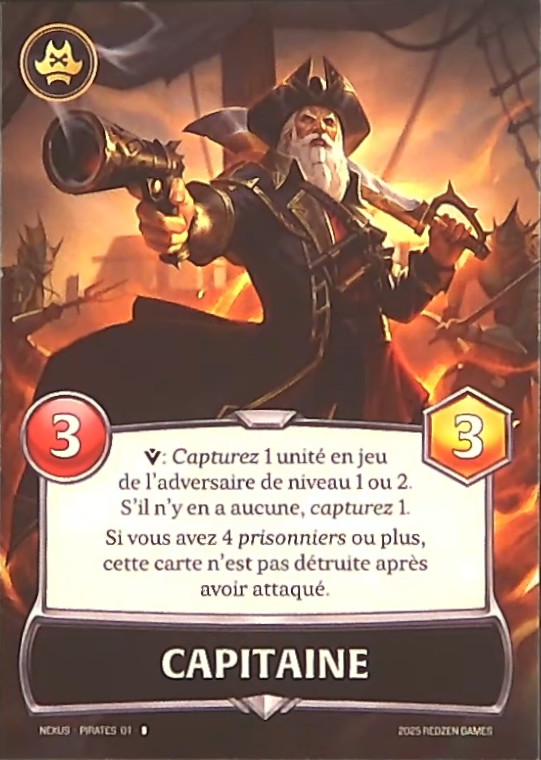 3
3
: Capturez 1 unité en jeu
de l'adversaire de niveau 1 ou 2.
S'il n'y en a aucune, capturez 1.
Si vous avez 4 prisonniers ou plus,
cette carte n'est pas détruite après
avoir attaqué.
CAPITAINE
NEXUS · PIRATES 01
2025 REDZEN GAMES